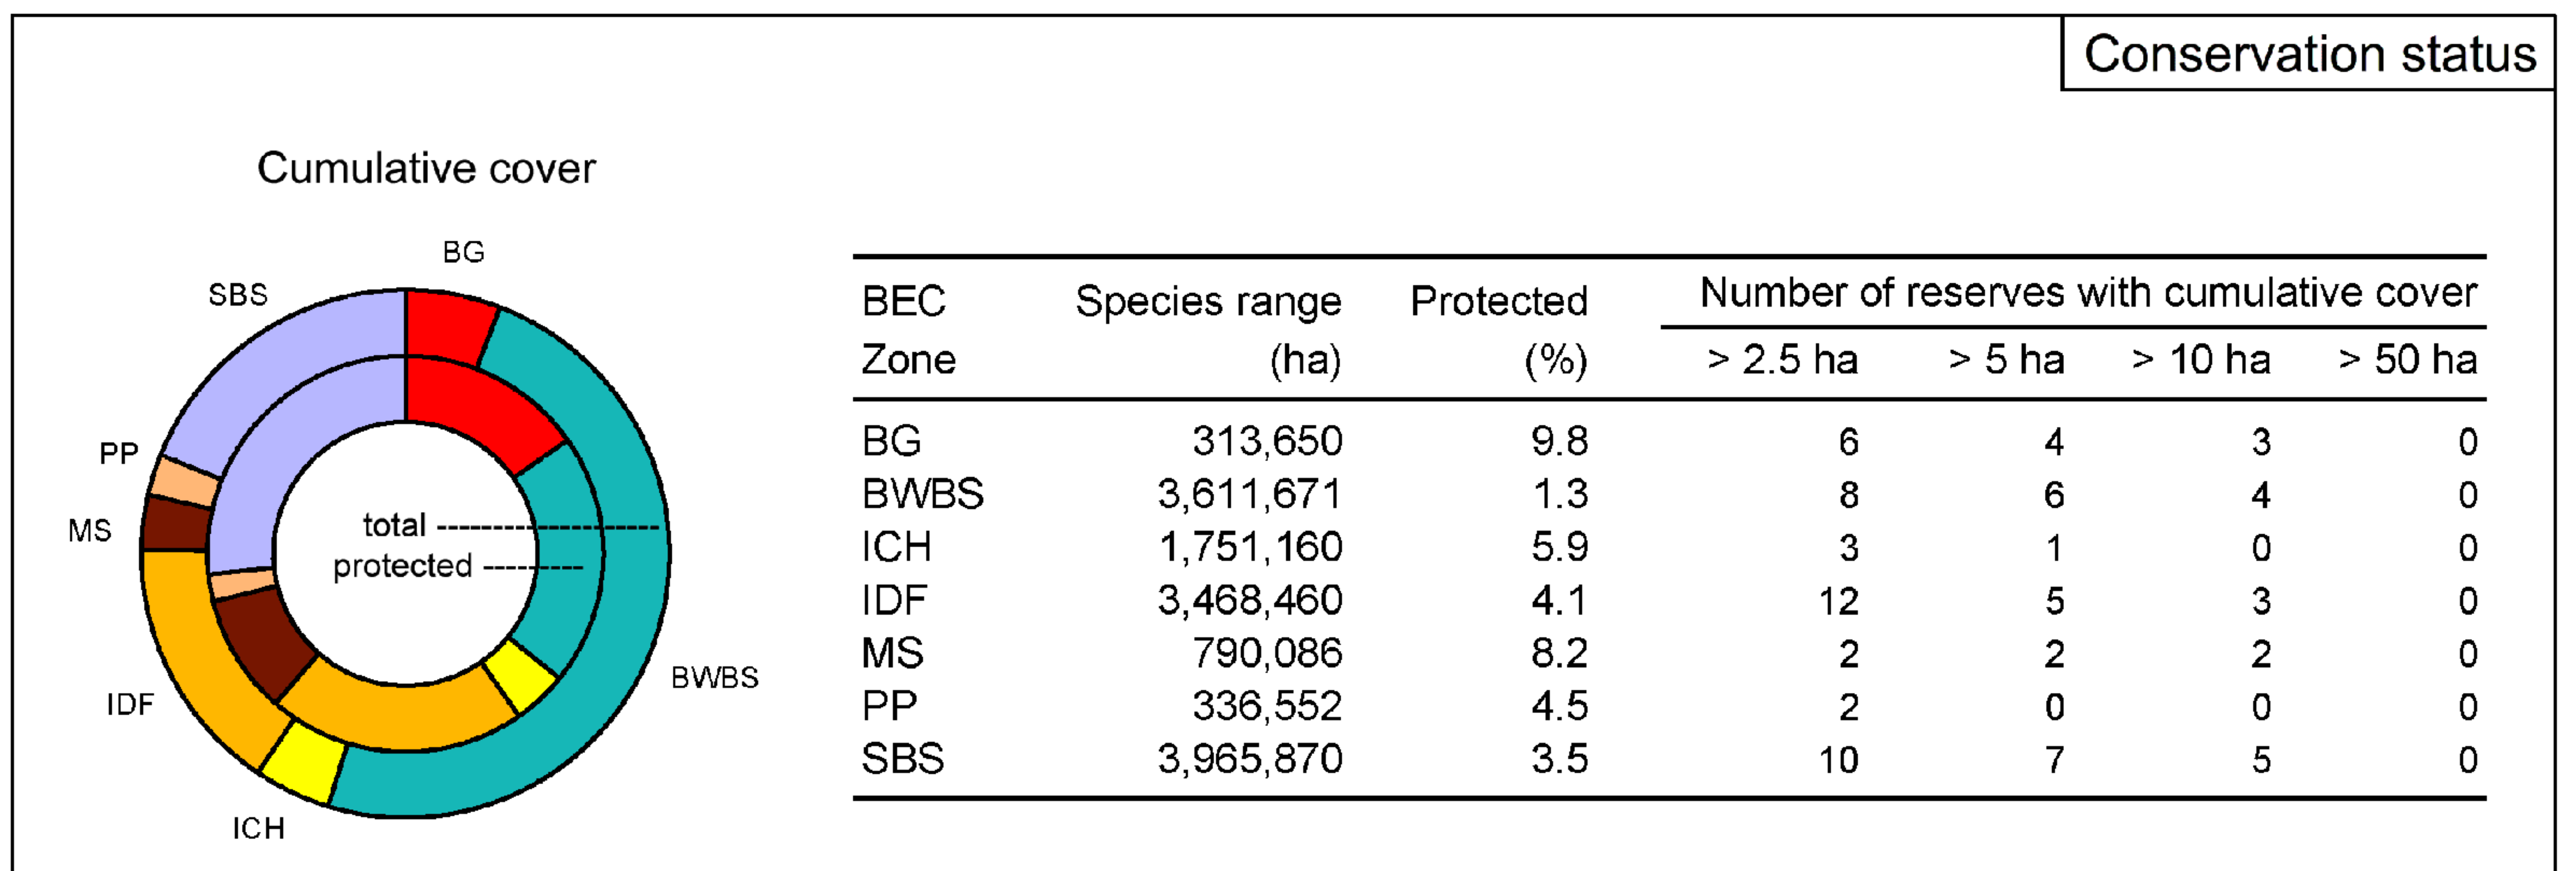 Conservation status
Cumulative cover
BG
SBS
PP
MS
total
protected
IDF
BWBS
ICH
BEC Species range Protected Number of reserves with cumulative cover
Zone (ha) (%) > 2.5 ha > 5 ha > 10 ha > 50 ha
BG 313,650 9.8 6 4 3 0
BWBS 3,611,671 1.3 8 6 4 0
ICH 1,751,160 5.9 3 1 0 0
IDF 3,468,460 4.1 12 5 3 0
MS 790,086 8.2 2 2 2 0
PP 336,552 4.5 2 0 0 0
SBS 3,965,870 3.5 10 7 5 0